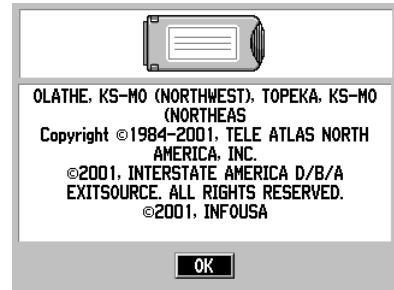 OLATHE, KS-MO (NORTHWEST), TOPEKA, KS-MO
(NORTHEAS
Copyright ©1984-2001, TELE ATLAS NORTH
AMERICA, INC.
©2001, INTERSTATE AMERICA D/B/A
EXITSOURCE. ALL RIGHTS RESERVED.
©2001, INFOUSA
OK